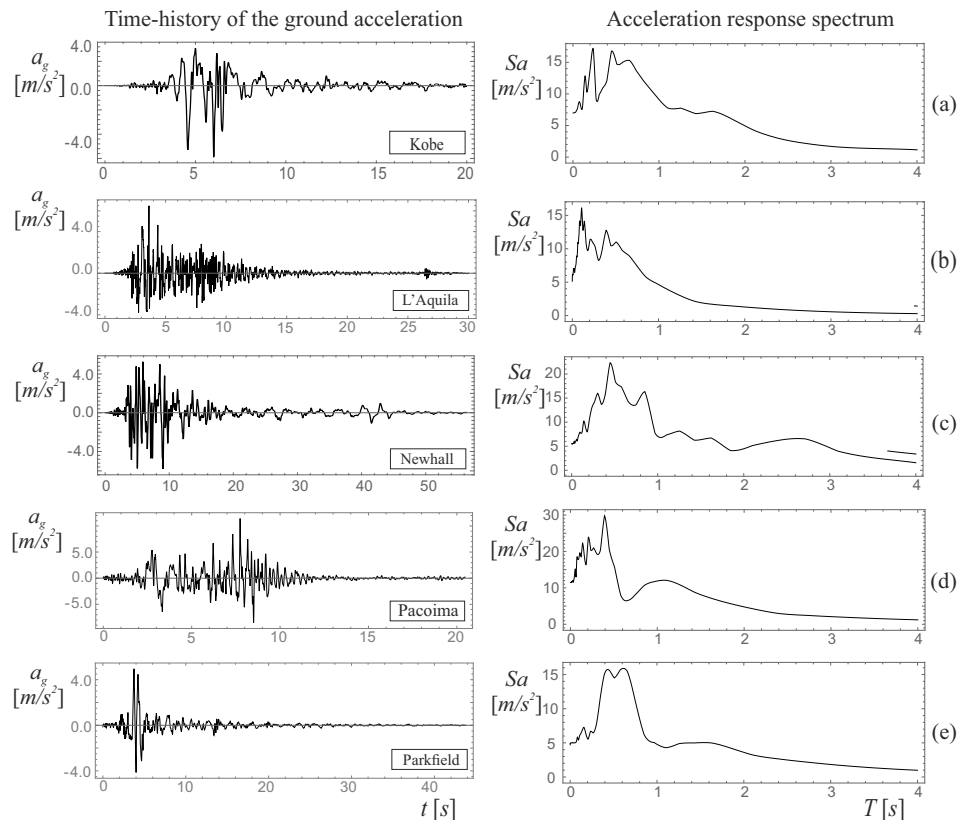 Time-history of the ground acceleration
Acceleration response spectrum
a_g
[m/s²]
4.0
0.0
-4.0
Kobe
0 5 10 15 20
Sa
[m/s²]
15
10
5
0
0 1 2 3 4
(a)
a_g
[m/s²]
4.0
0.0
-4.0
L'Aquila
0 5 10 15 20 25 30
Sa
[m/s²]
15
10
5
0
0 1 2 3 4
(b)
a_g
[m/s²]
4.0
0.0
-4.0
Newhall
0 10 20 30 40 50
Sa
[m/s²]
20
15
10
5
0
0 1 2 3 4
(c)
a_g
[m/s²]
5.0
0.0
-5.0
Pacoima
0 5 10 15 20
Sa
[m/s²]
30
20
10
0
0 1 2 3 4
(d)
a_g
[m/s²]
4.0
0.0
-4.0
Parkfield
0 10 20 30 40
t [s]
Sa
[m/s²]
15
10
5
0
0 1 2 3 4
T [s]
(e)